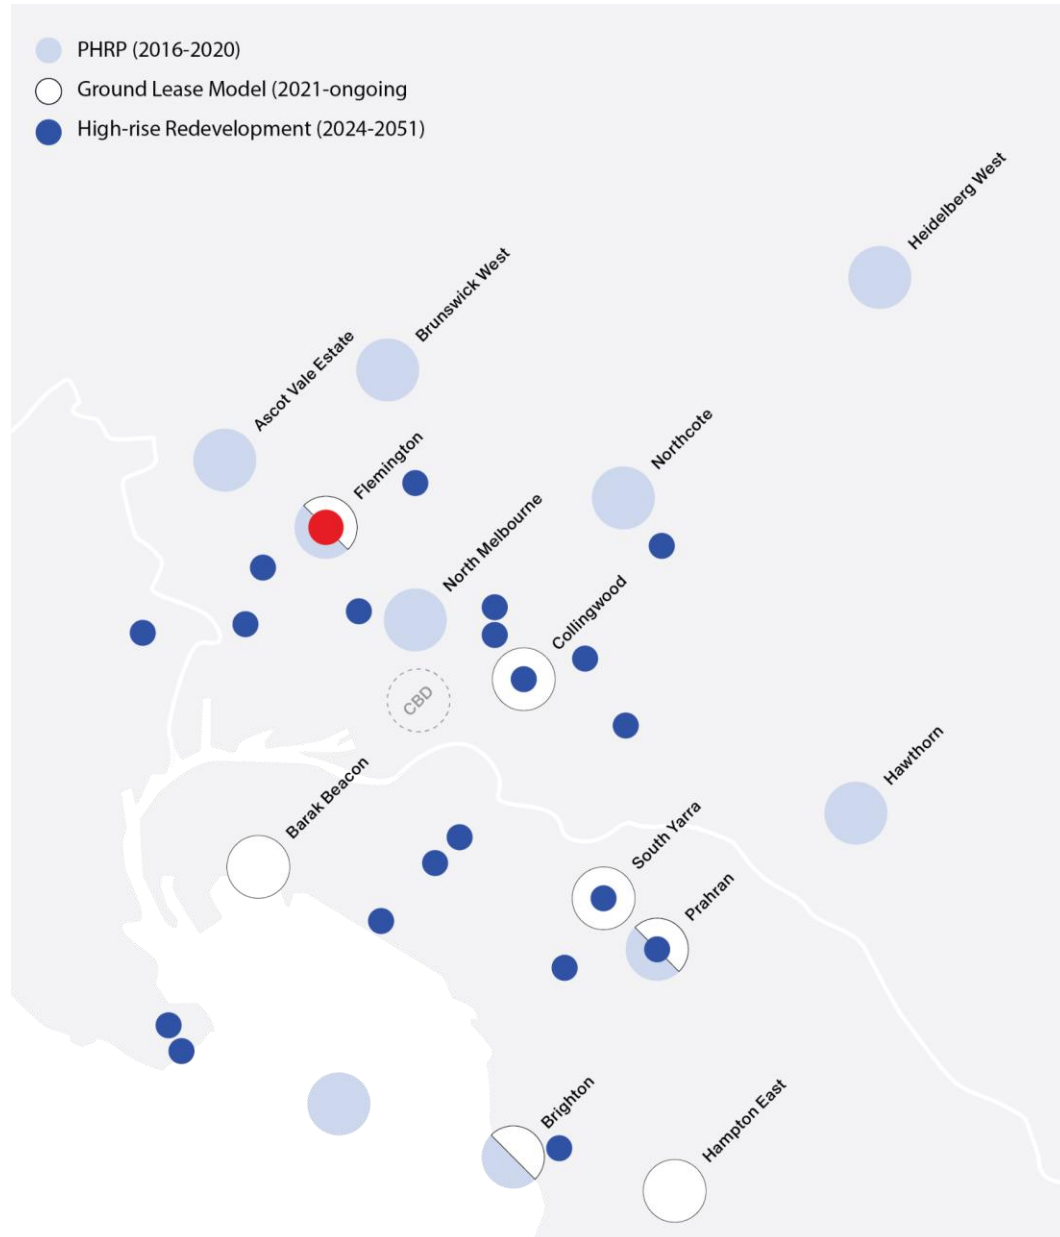 PHRP (2016-2020)
Ground Lease Model (2021-ongoing
High-rise Redevelopment (2024-2051)
Heidelberg West
Brunswick West
Ascot Vale Estate
Northcote
Flemington
North Melbourne
Collingwood
CBD
Hawthorn
Barak Beacon
South Yarra
Prahran
Brighton
Hampton East